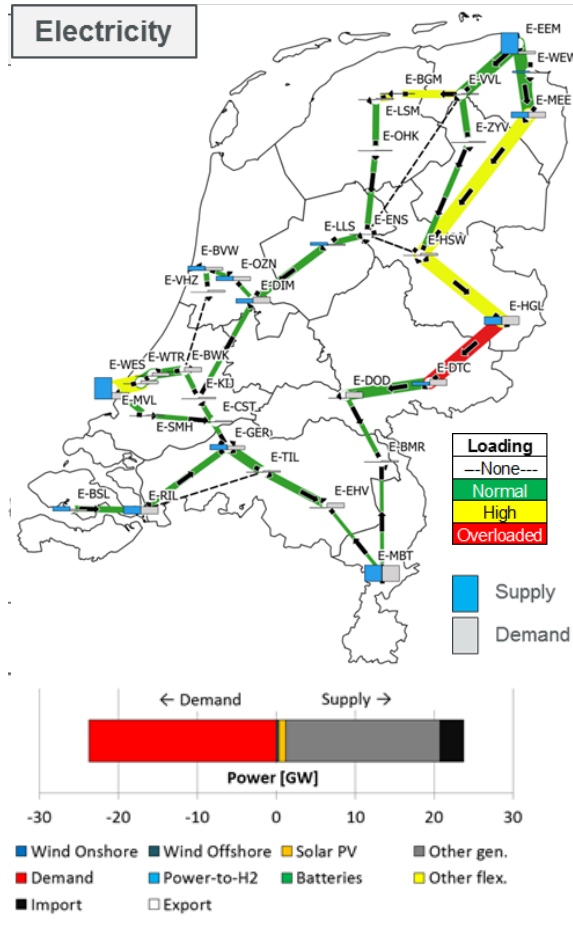 Electricity
E-EEM
E-WEW
E-BGM
E-VVL
E-MEE
E-LSM
E-OHK
E-ZYV
E-ENS
E-LLS
E-HSW
E-BVW
E-OZN
E-VHZ
E-DIM
E-HGL
E-WTR
E-BWK
E-WES
E-DTC
E-KIJ
E-DOD
E-MVL
E-CST
E-SMH
E-GER
E-BMR
E-TIL
E-BSL
E-RIL
E-EHV
E-MBT
Loading
---None---
Normal
High
Overloaded
Supply
Demand
← Demand Supply →
Power [GW]
-30 -20 -10 0 10 20 30
Wind Onshore Wind Offshore Solar PV Other gen.
Demand Power-to-H2 Batteries Other flex.
Import Export